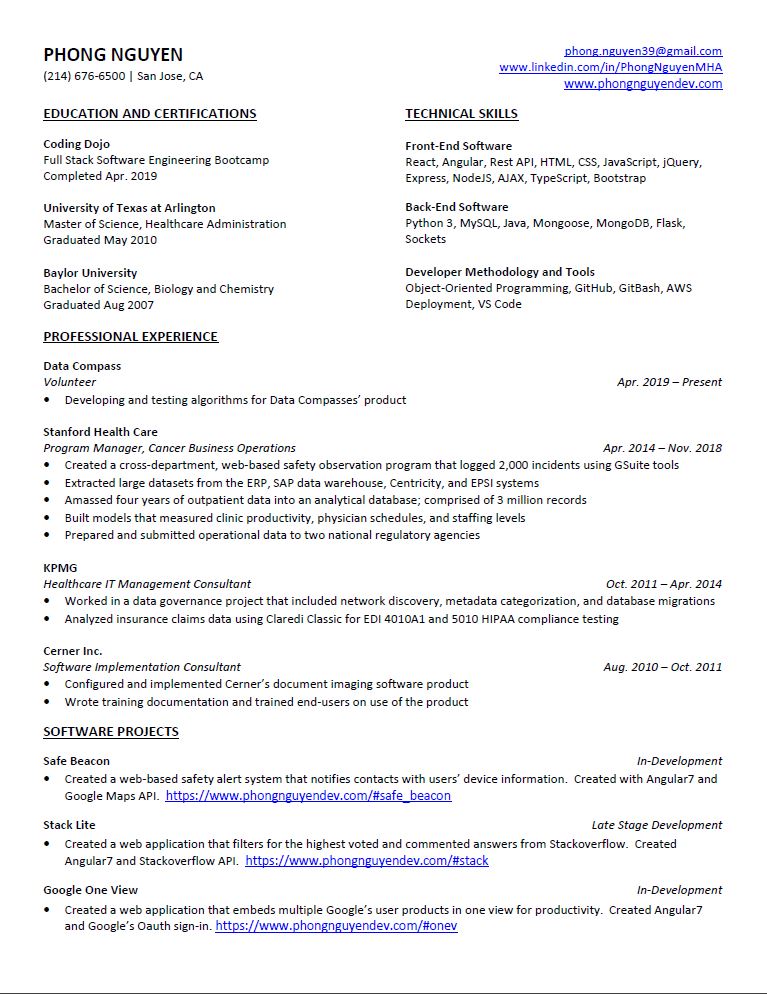 PHONG NGUYEN
(214) 676-6500 | San Jose, CA
phong.nguyen39@gmail.com
www.linkedin.com/in/PhongNguyenMHA
www.phongnguyendev.com
EDUCATION AND CERTIFICATIONS
Coding Dojo
Full Stack Software Engineering Bootcamp
Completed Apr. 2019
University of Texas at Arlington
Master of Science, Healthcare Administration
Graduated May 2010
Baylor University
Bachelor of Science, Biology and Chemistry
Graduated Aug 2007
TECHNICAL SKILLS
Front-End Software
React, Angular, Rest API, HTML, CSS, JavaScript, jQuery,
Express, NodeJS, AJAX, TypeScript, Bootstrap
Back-End Software
Python 3, MySQL, Java, Mongoose, MongoDB, Flask,
Sockets
Developer Methodology and Tools
Object-Oriented Programming, GitHub, GitBash, AWS
Deployment, VS Code
PROFESSIONAL EXPERIENCE
Data Compass
Volunteer Apr. 2019 – Present
• Developing and testing algorithms for Data Compasses’ product
Stanford Health Care
Program Manager, Cancer Business Operations Apr. 2014 – Nov. 2018
• Created a cross-department, web-based safety observation program that logged 2,000 incidents using GSuite tools
• Extracted large datasets from the ERP, SAP data warehouse, Centricity, and EPSI systems
• Amassed four years of outpatient data into an analytical database; comprised of 3 million records
• Built models that measured clinic productivity, physician schedules, and staffing levels
• Prepared and submitted operational data to two national regulatory agencies
KPMG
Healthcare IT Management Consultant Oct. 2011 – Apr. 2014
• Worked in a data governance project that included network discovery, metadata categorization, and database migrations
• Analyzed insurance claims data using Claredi Classic for EDI 4010A1 and 5010 HIPAA compliance testing
Cerner Inc.
Software Implementation Consultant Aug. 2010 – Oct. 2011
• Configured and implemented Cerner’s document imaging software product
• Wrote training documentation and trained end-users on use of the product
SOFTWARE PROJECTS
Safe Beacon In-Development
• Created a web-based safety alert system that notifies contacts with users’ device information. Created with Angular7 and
Google Maps API. https://www.phongnguyendev.com/#safe_beacon
Stack Lite Late Stage Development
• Created a web application that filters for the highest voted and commented answers from Stackoverflow. Created
Angular7 and Stackoverflow API. https://www.phongnguyendev.com/#stack
Google One View In-Development
• Created a web application that embeds multiple Google’s user products in one view for productivity. Created Angular7
and Google’s Oauth sign-in. https://www.phongnguyendev.com/#onev